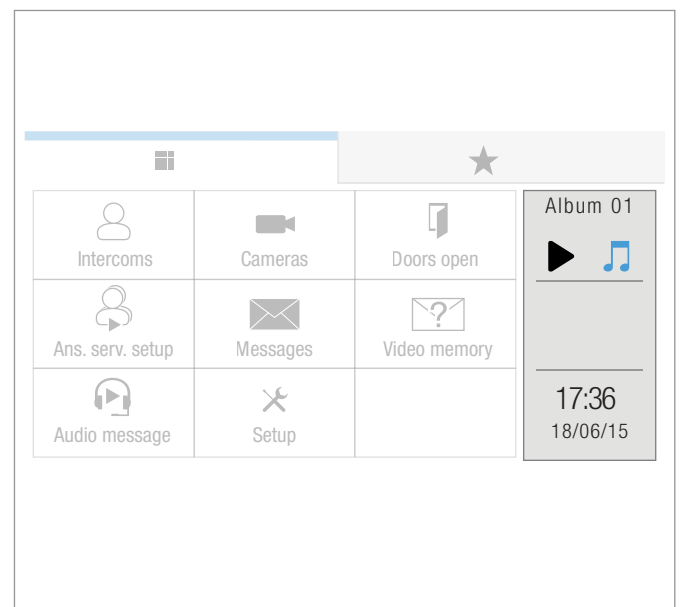 Album 01
Intercoms
Cameras
Doors open
Ans. serv. setup
Messages
?
Video memory
Audio message
Setup
17:36
18/06/15